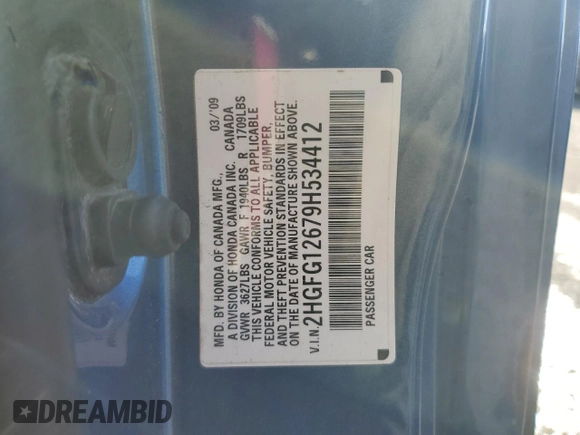 MFD. BY HONDA OF CANADA MFG., 03/'09
A DIVISION OF HONDA CANADA INC. CANADA
GVWR 3627LBS GAWR F 1940LBS R 1709LBS
THIS VEHICLE CONFORMS TO ALL APPLICABLE
FEDERAL MOTOR VEHICLE SAFETY, BUMPER,
AND THEFT PREVENTION STANDARDS IN EFFECT
ON THE DATE OF MANUFACTURE SHOWN ABOVE.
V.I.N. 2HGFG12679H534412
PASSENGER CAR
DREAMBID